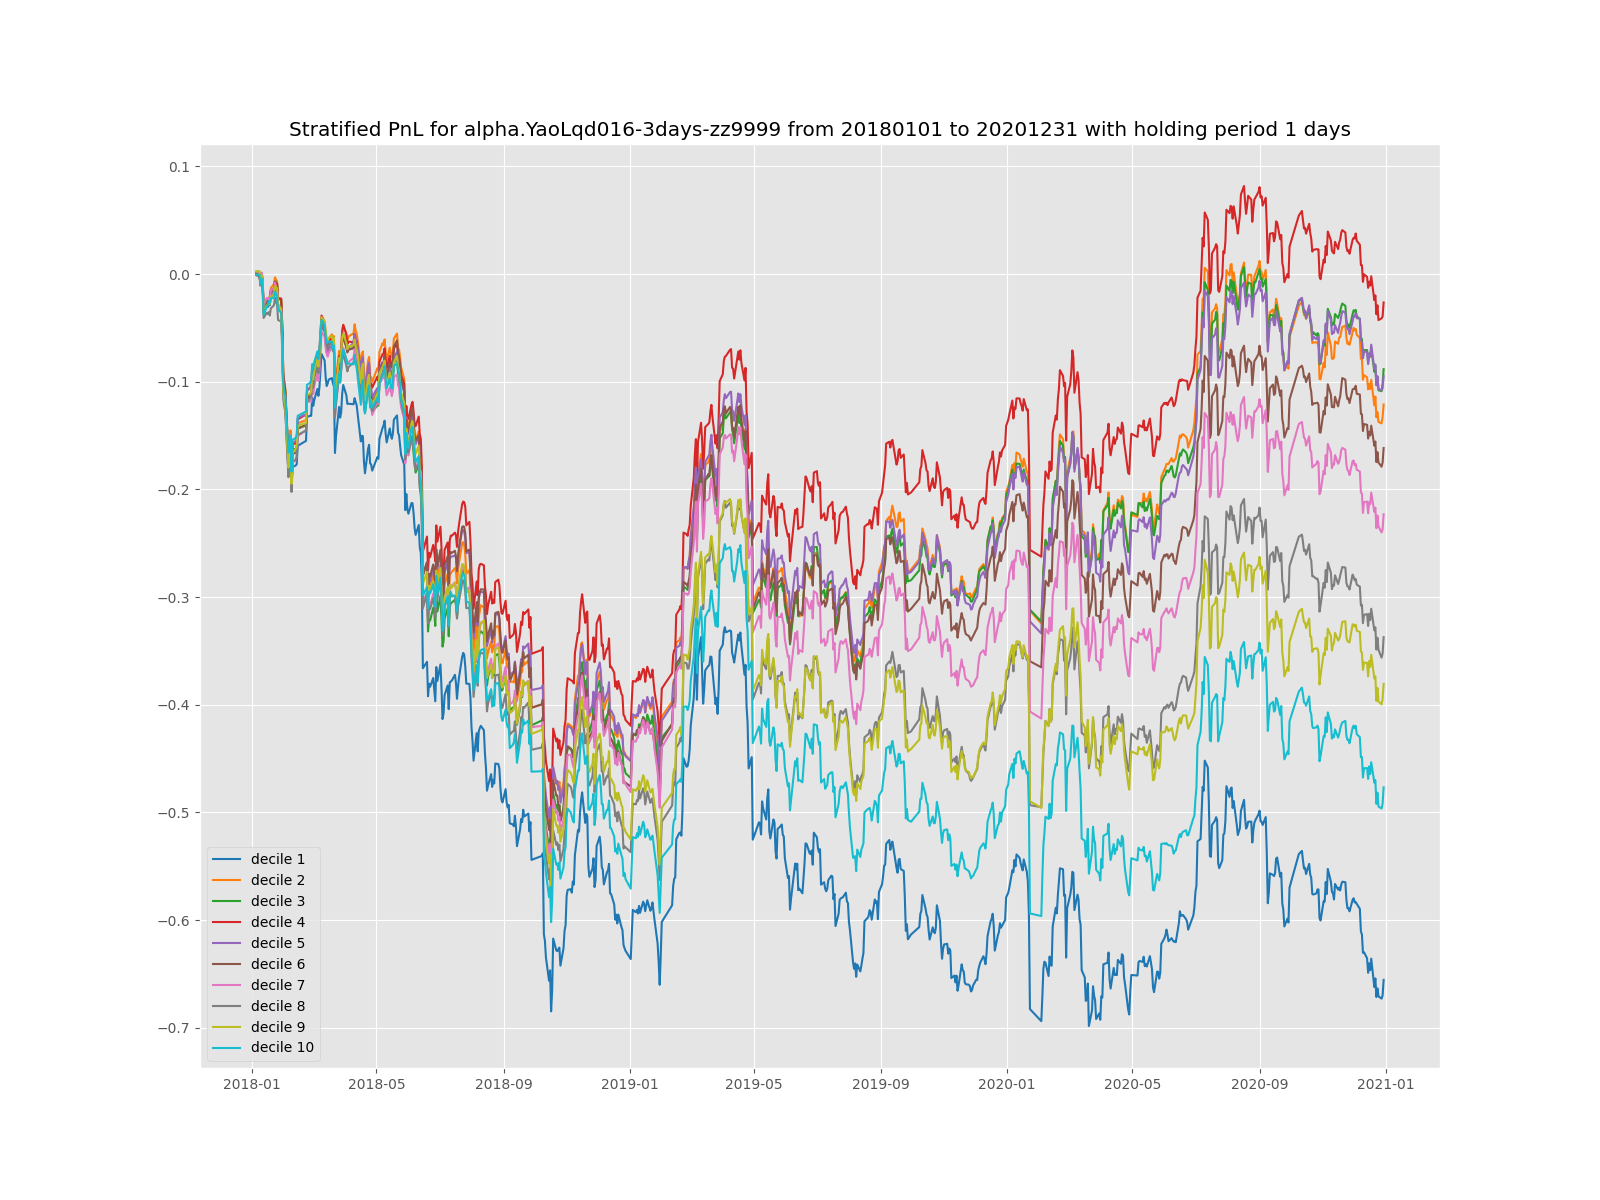 Stratified PnL for alpha.YaoLqd016-3days-zz9999 from 20180101 to 20201231 with holding period 1 days
0.1
0.0
−0.1
−0.2
−0.3
−0.4
−0.5
−0.6
−0.7
decile 1
decile 2
decile 3
decile 4
decile 5
decile 6
decile 7
decile 8
decile 9
decile 10
2018-01 2018-05 2018-09 2019-01 2019-05 2019-09 2020-01 2020-05 2020-09 2021-01